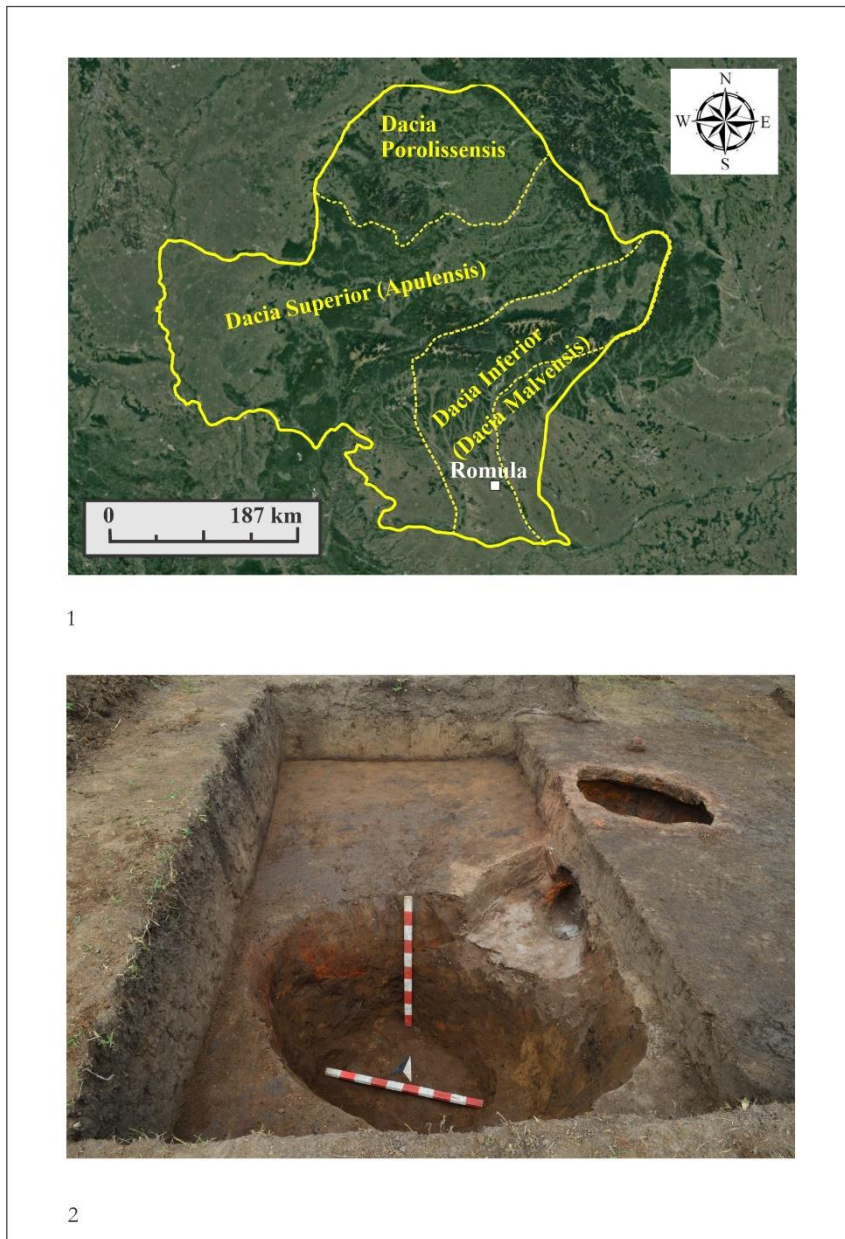 N
W E
S
Dacia
Porolissensis
Dacia Superior (Apulensis)
Dacia Inferior
(Dacia Malvensis)
Romula
0 187 km
1
2